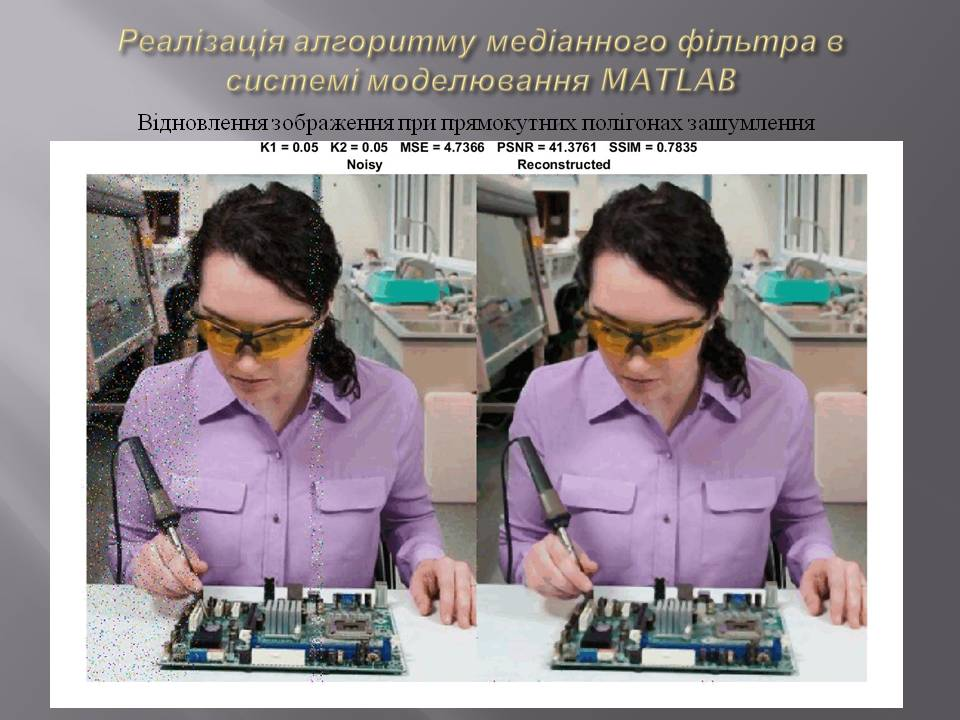 Реалізація алгоритму медіанного фільтра в
системі моделювання MATLAB
Відновлення зображення при прямокутних полігонах зашумлення
K1 = 0.05 K2 = 0.05 MSE = 4.7366 PSNR = 41.3761 SSIM = 0.7835
Noisy Reconstructed